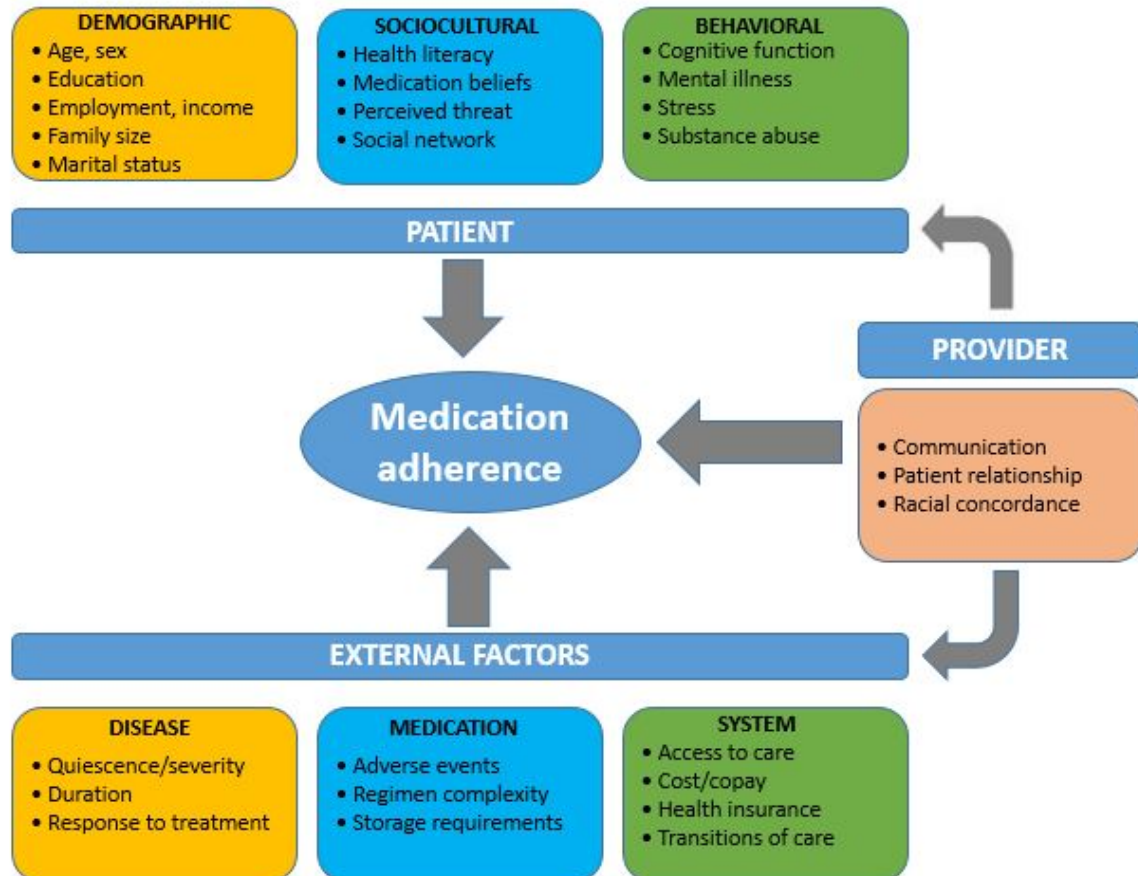 DEMOGRAPHIC
• Age, sex
• Education
• Employment, income
• Family size
• Marital status
SOCIOCULTURAL
• Health literacy
• Medication beliefs
• Perceived threat
• Social network
BEHAVIORAL
• Cognitive function
• Mental illness
• Stress
• Substance abuse
PATIENT
PROVIDER
• Communication
• Patient relationship
• Racial concordance
Medication
adherence
EXTERNAL FACTORS
DISEASE
• Quiescence/severity
• Duration
• Response to treatment
MEDICATION
• Adverse events
• Regimen complexity
• Storage requirements
SYSTEM
• Access to care
• Cost/copay
• Health insurance
• Transitions of care